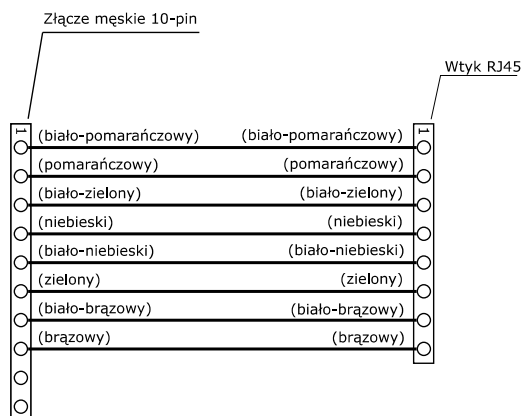 Złącze męskie 10-pin
Wtyk RJ45
1 1
(biało-pomarańczowy) (biało-pomarańczowy)
(pomarańczowy) (pomarańczowy)
(biało-zielony) (biało-zielony)
(niebieski) (niebieski)
(biało-niebieski) (biało-niebieski)
(zielony) (zielony)
(biało-brązowy) (biało-brązowy)
(brązowy) (brązowy)